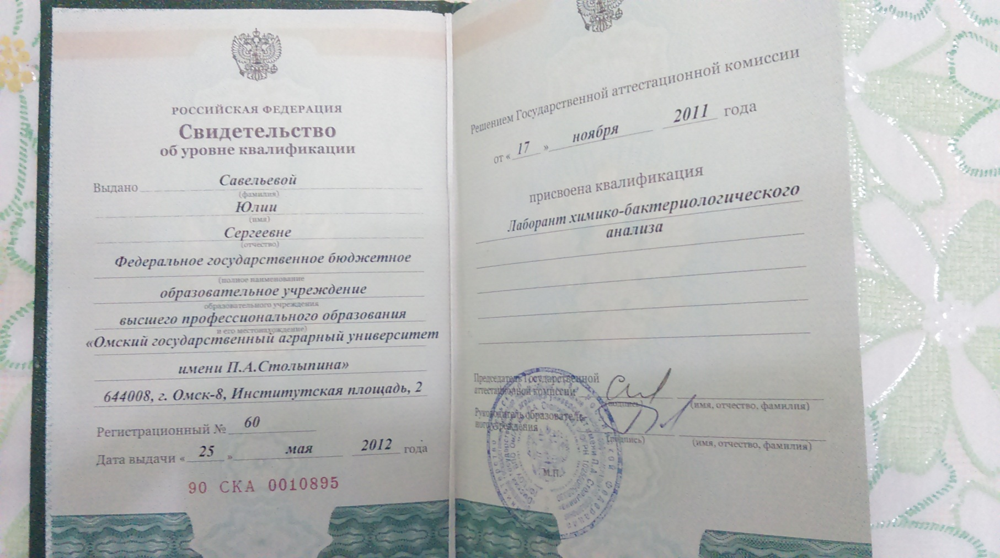 РОССИЙСКАЯ ФЕДЕРАЦИЯ
Свидетельство
об уровне квалификации
Выдано Савельевой
(фамилия)
Юлии
(имя)
Сергеевне
(отчество)
Федеральное государственное бюджетное
(полное наименование
образовательное учреждение
образовательного учреждения
высшего профессионального образования
и его местонахождение)
«Омский государственный аграрный университет
имени П.А.Столыпина»
644008, г. Омск-8, Институтская площадь, 2
Регистрационный № 60
Дата выдачи « 25 » мая 2012 года
90 СКА 0010895
Решением Государственной аттестационной комиссии
от « 17 » ноября 2011 года
присвоена квалификация
Лаборант химико-бактериологического
анализа
Председатель Государственной
аттестационной комиссии
(подпись) (имя, отчество, фамилия)
Руководитель образователь-
ного учреждения
(подпись) (имя, отчество, фамилия)
М.П.